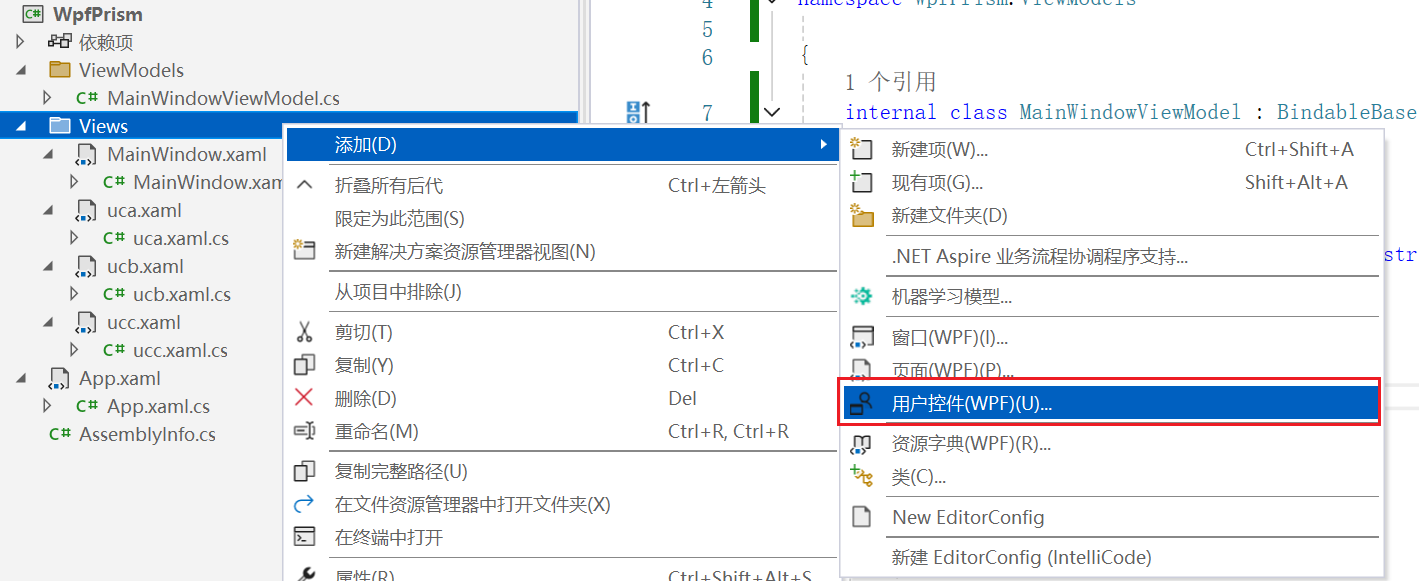 C# WpfPrism
依赖项
ViewModels
C# MainWindowViewModel.cs
Views
MainWindow.xaml
C# MainWindow.xam
uca.xaml
C# uca.xaml.cs
ucb.xaml
C# ucb.xaml.cs
ucc.xaml
C# ucc.xaml.cs
App.xaml
C# App.xaml.cs
C# AssemblyInfo.cs
添加(D)
折叠所有后代 Ctrl+左箭头
限定为此范围(S)
新建解决方案资源管理器视图(N)
从项目中排除(J)
剪切(T) Ctrl+X
复制(Y) Ctrl+C
删除(D) Del
重命名(M) Ctrl+R, Ctrl+R
复制完整路径(U)
在文件资源管理器中打开文件夹(X)
在终端中打开
属性(R) Ctrl+Shift+Alt+S
4 namespace WpfPrism.ViewModels
5
6 {
1 个引用
7 internal class MainWindowViewModel : BindableBase
str
新建项(W)... Ctrl+Shift+A
现有项(G)... Shift+Alt+A
新建文件夹(D)
.NET Aspire 业务流程协调程序支持...
机器学习模型...
窗口(WPF)(I)...
页面(WPF)(P)...
用户控件(WPF)(U)...
资源字典(WPF)(R)...
类(C)...
New EditorConfig
新建 EditorConfig (IntelliCode)